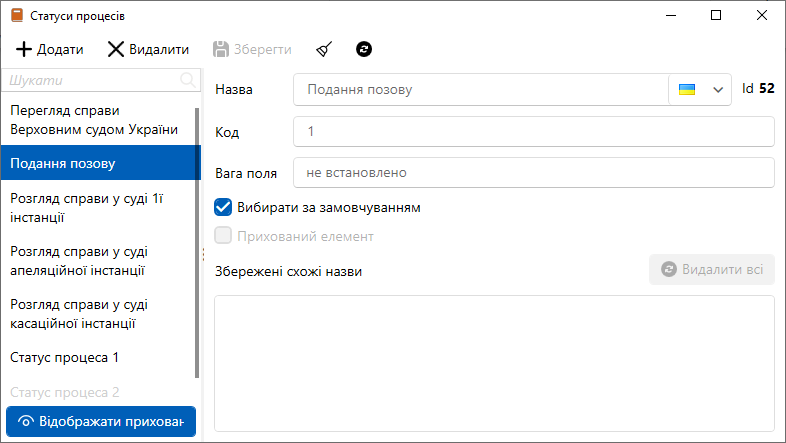 Статуси процесів
Додати Видалити Зберегти
Шукати
Перегляд справи
Верховним судом України
Подання позову
Розгляд справи у суді 1ї
інстанції
Розгляд справи у суді
апеляційної інстанції
Розгляд справи у суді
касаційної інстанції
Статус процеса 1
Статус процеса 2
Відображати прихован
Назва Подання позову Id 52
Код 1
Вага поля не встановлено
Вибирати за замовчуванням
Прихований елемент
Збережені схожі назви Видалити всі